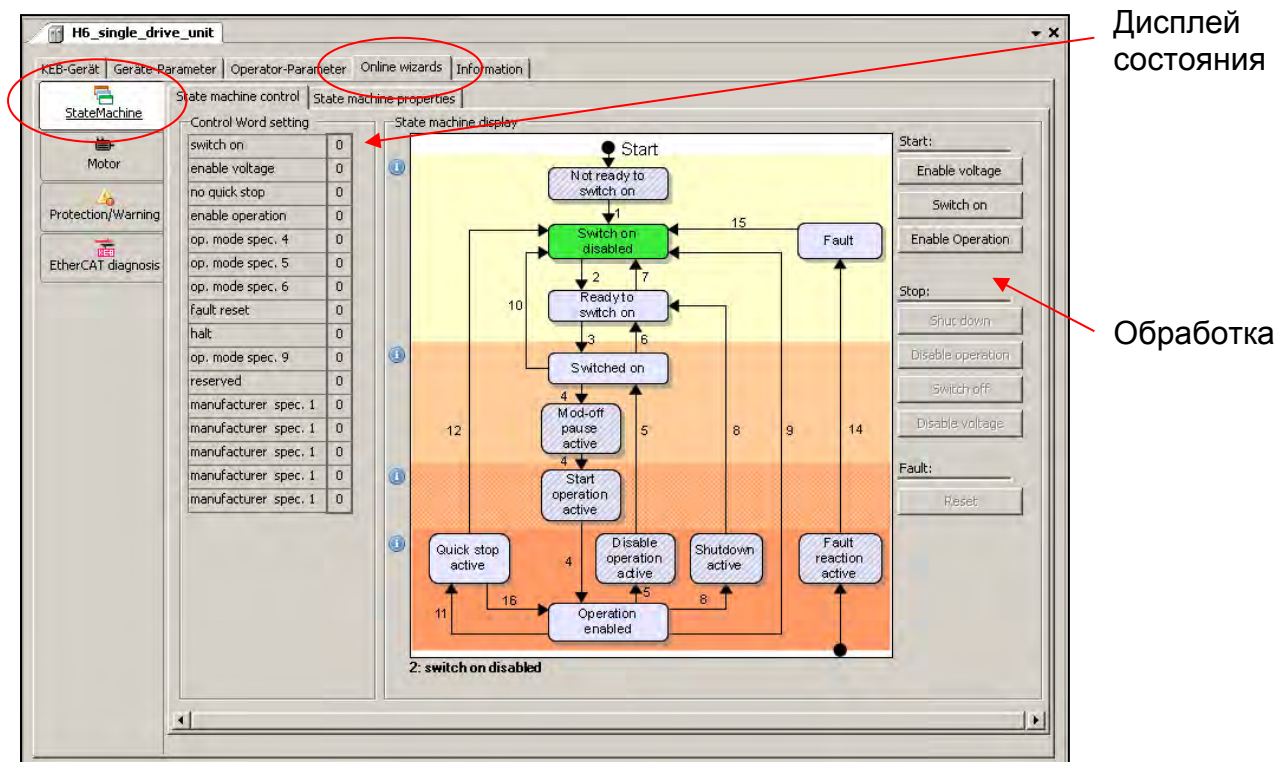 H6_single_drive_unit
Дисплей
состояния
KEB-Gerät
Geräte-Parameter
Operator-Parameter
Online wizards
Information
StateMachine
Motor
Protection/Warning
KEB
EtherCAT diagnosis
State machine control
State machine properties
Control Word setting
switch on 0
enable voltage 0
no quick stop 0
enable operation 0
op. mode spec. 4 0
op. mode spec. 5 0
op. mode spec. 6 0
fault reset 0
halt 0
op. mode spec. 9 0
reserved 0
manufacturer spec. 1 0
manufacturer spec. 1 0
manufacturer spec. 1 0
manufacturer spec. 1 0
manufacturer spec. 1 0
State machine display
Start
Not ready to
switch on
1
Switch on
disabled
15
Fault
2
7
Ready to
switch on
10
3
6
Switched on
4
Mod-off
pause
active
12
5
8
9
14
4
Start
operation
active
Quick stop
active
4
Disable
operation
active
Shutdown
active
Fault
reaction
active
16
5
8
11
Operation
enabled
2: switch on disabled
Start:
Enable voltage
Switch on
Enable Operation
Stop:
Shut down
Disable operation
Switch off
Disable voltage
Fault:
Reset
Обработка